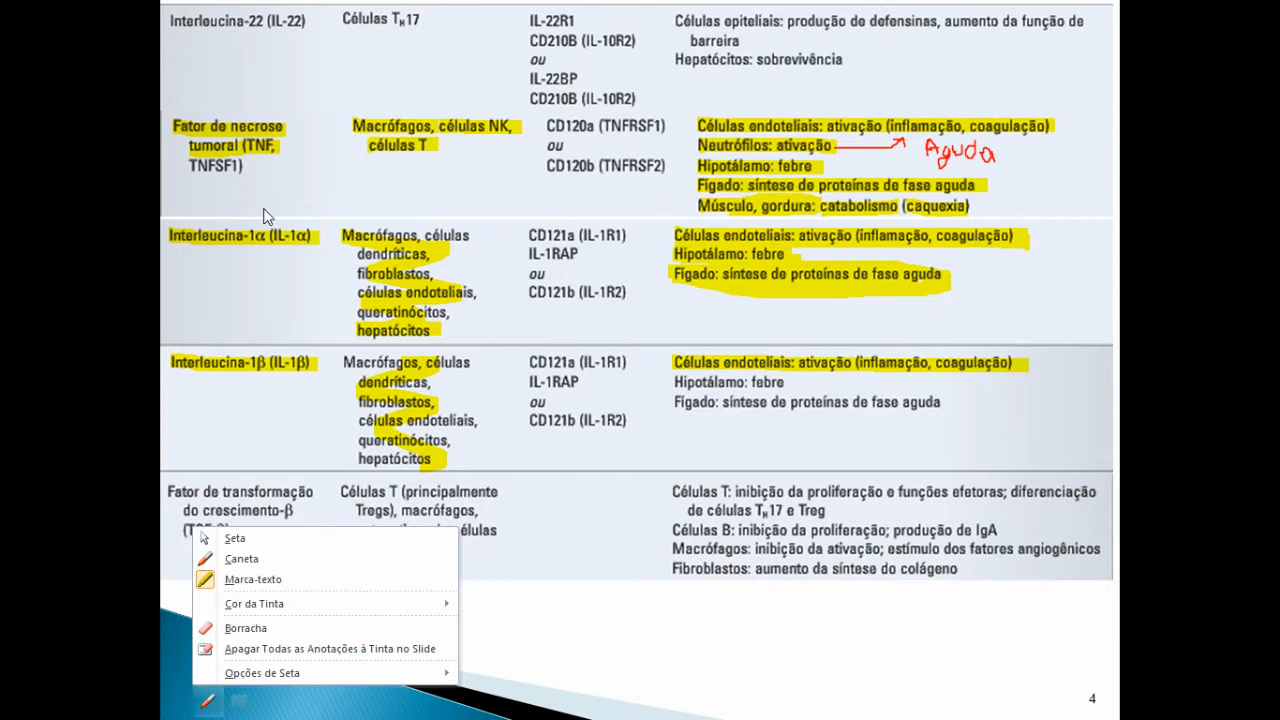 Interleucina-22 (IL-22)
Células TH17
IL-22R1
CD210B (IL-10R2)
ou
IL-22BP
CD210B (IL-10R2)
Células epiteliais: produção de defensinas, aumento da função de
barreira
Hepatócitos: sobrevivência
Fator de necrose
tumoral (TNF,
TNFSF1)
Macrófagos, células NK,
células T
CD120a (TNFRSF1)
ou
CD120b (TNFRSF2)
Células endoteliais: ativação (inflamação, coagulação)
Neutrófilos: ativação
Aguda
Hipotálamo: febre
Fígado: síntese de proteínas de fase aguda
Músculo, gordura: catabolismo (caquexia)
Interleucina-1α (IL-1α)
Macrófagos, células
dendríticas,
fibroblastos,
células endoteliais,
queratinócitos,
hepatócitos
CD121a (IL-1R1)
IL-1RAP
ou
CD121b (IL-1R2)
Células endoteliais: ativação (inflamação, coagulação)
Hipotálamo: febre
Fígado: síntese de proteínas de fase aguda
Interleucina-1β (IL-1β)
Macrófagos, células
dendríticas,
fibroblastos,
células endoteliais,
queratinócitos,
hepatócitos
CD121a (IL-1R1)
IL-1RAP
ou
CD121b (IL-1R2)
Células endoteliais: ativação (inflamação, coagulação)
Hipotálamo: febre
Fígado: síntese de proteínas de fase aguda
Fator de transformação
do crescimento-β
Células T (principalmente
Tregs), macrófagos,
células
Células T: inibição da proliferação e funções efetoras; diferenciação
de células TH17 e Treg
Células B: inibição da proliferação; produção de IgA
Macrófagos: inibição da ativação; estímulo dos fatores angiogênicos
Fibroblastos: aumento da síntese do colágeno
Seta
Caneta
Marca-texto
Cor da Tinta
Borracha
Apagar Todas as Anotações à Tinta no Slide
Opções de Seta
4